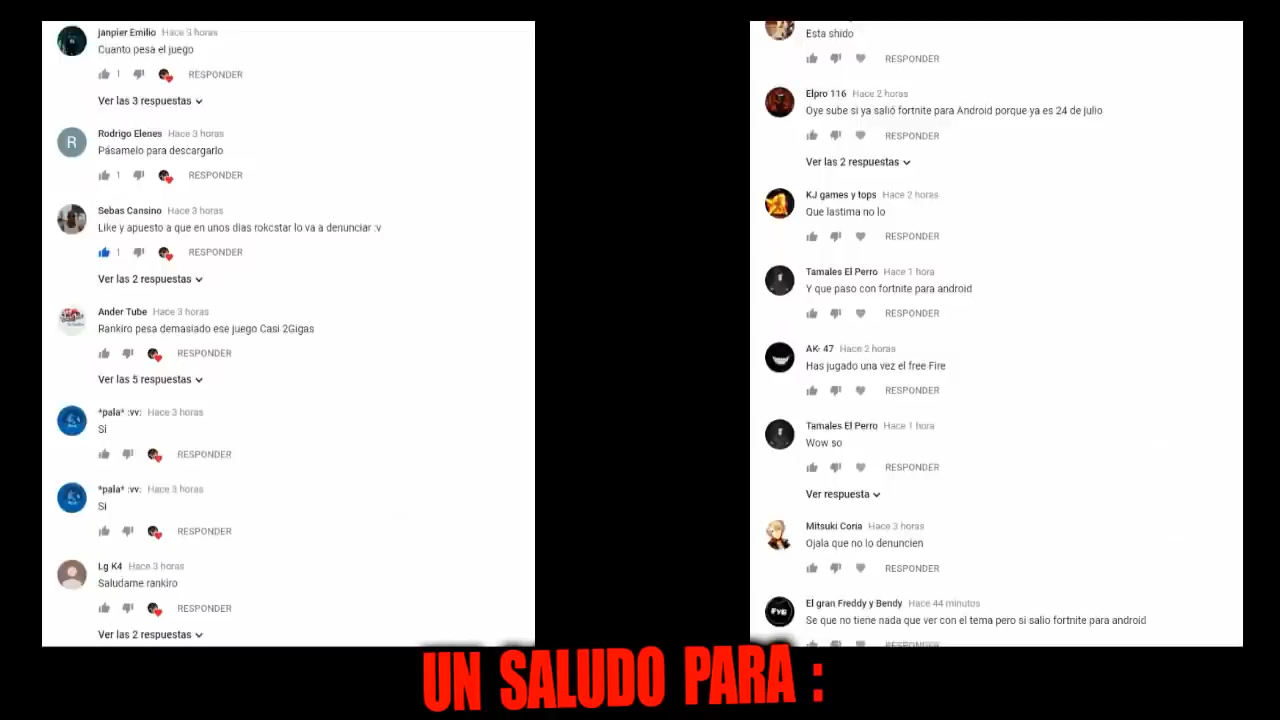 janpier Emilio Hace 3 horas
Cuanto pesa el juego
1 RESPONDER
Ver las 3 respuestas
R
Rodrigo Elenes Hace 3 horas
Pásamelo para descargarlo
1 RESPONDER
Sebas Cansino Hace 3 horas
Like y apuesto a que en unos dias rokcstar lo va a denunciar :v
1 RESPONDER
Ver las 2 respuestas
Ander Tube Hace 3 horas
Rankiro pesa demasiado ese juego Casi 2Gigas
RESPONDER
Ver las 5 respuestas
*pala* :vv: Hace 3 horas
Si
RESPONDER
*pala* :vv: Hace 3 horas
Si
RESPONDER
Lg K4 Hace 3 horas
Saludame rankiro
RESPONDER
Ver las 2 respuestas
Esta shido
RESPONDER
Elpro 116 Hace 2 horas
Oye sube si ya salió fortnite para Android porque ya es 24 de julio
RESPONDER
Ver las 2 respuestas
KJ games y tops Hace 2 horas
Que lastima no lo
RESPONDER
Tamales El Perro Hace 1 hora
Y que paso con fortnite para android
RESPONDER
AK- 47 Hace 2 horas
Has jugado una vez el free Fire
RESPONDER
Tamales El Perro Hace 1 hora
Wow so
RESPONDER
Ver respuesta
Mitsuki Coria Hace 3 horas
Ojala que no lo denuncien
RESPONDER
El gran Freddy y Bendy Hace 44 minutos
Se que no tiene nada que ver con el tema pero si salio fortnite para android
RESPONDER
UN SALUDO PARA :